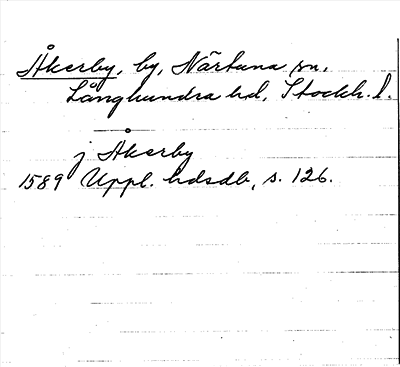 Åkerby, by, Närtuna sn,
Långhundra hd, Stockh. l.
j Åkerby
1589 Uppl. hdsdb, s. 126.